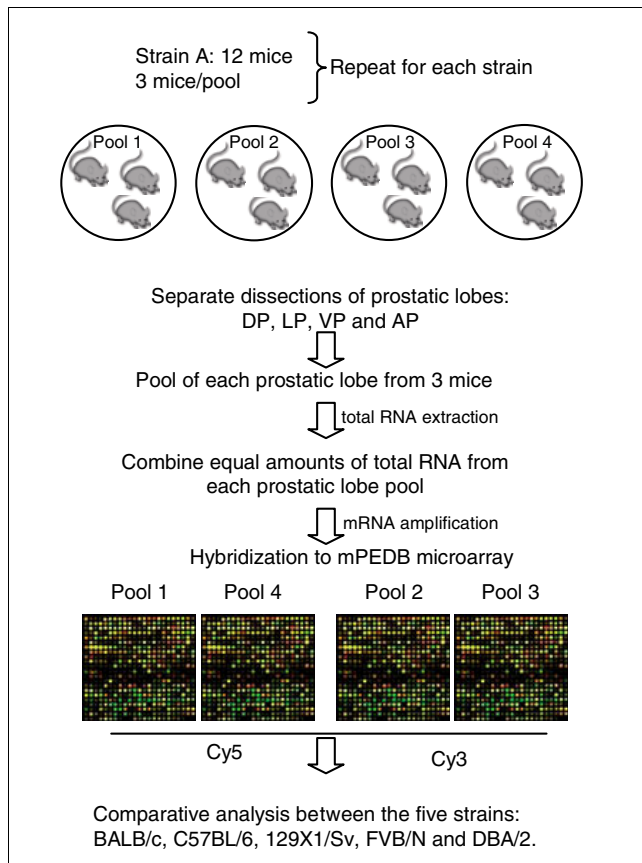 Strain A: 12 mice
3 mice/pool
Repeat for each strain
Pool 1
Pool 2
Pool 3
Pool 4
Separate dissections of prostatic lobes:
DP, LP, VP and AP
Pool of each prostatic lobe from 3 mice
total RNA extraction
Combine equal amounts of total RNA from
each prostatic lobe pool
mRNA amplification
Hybridization to mPEDB microarray
Pool 1
Pool 4
Pool 2
Pool 3
Cy5
Cy3
Comparative analysis between the five strains:
BALB/c, C57BL/6, 129X1/Sv, FVB/N and DBA/2.